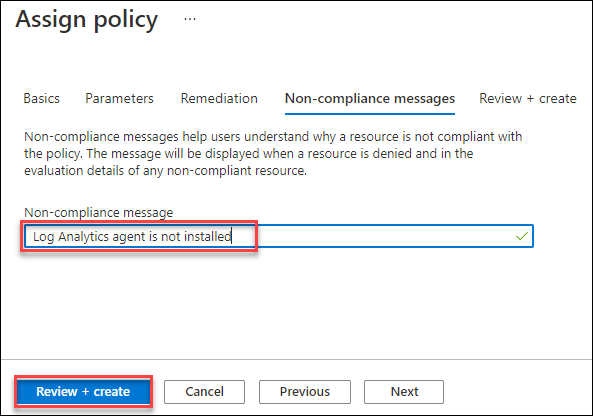 Assign policy ...
Basics Parameters Remediation Non-compliance messages Review + create
Non-compliance messages help users understand why a resource is not compliant with
the policy. The message will be displayed when a resource is denied and in the
evaluation details of any non-compliant resource.
Non-compliance message
Log Analytics agent is not installed
Review + create Cancel Previous Next